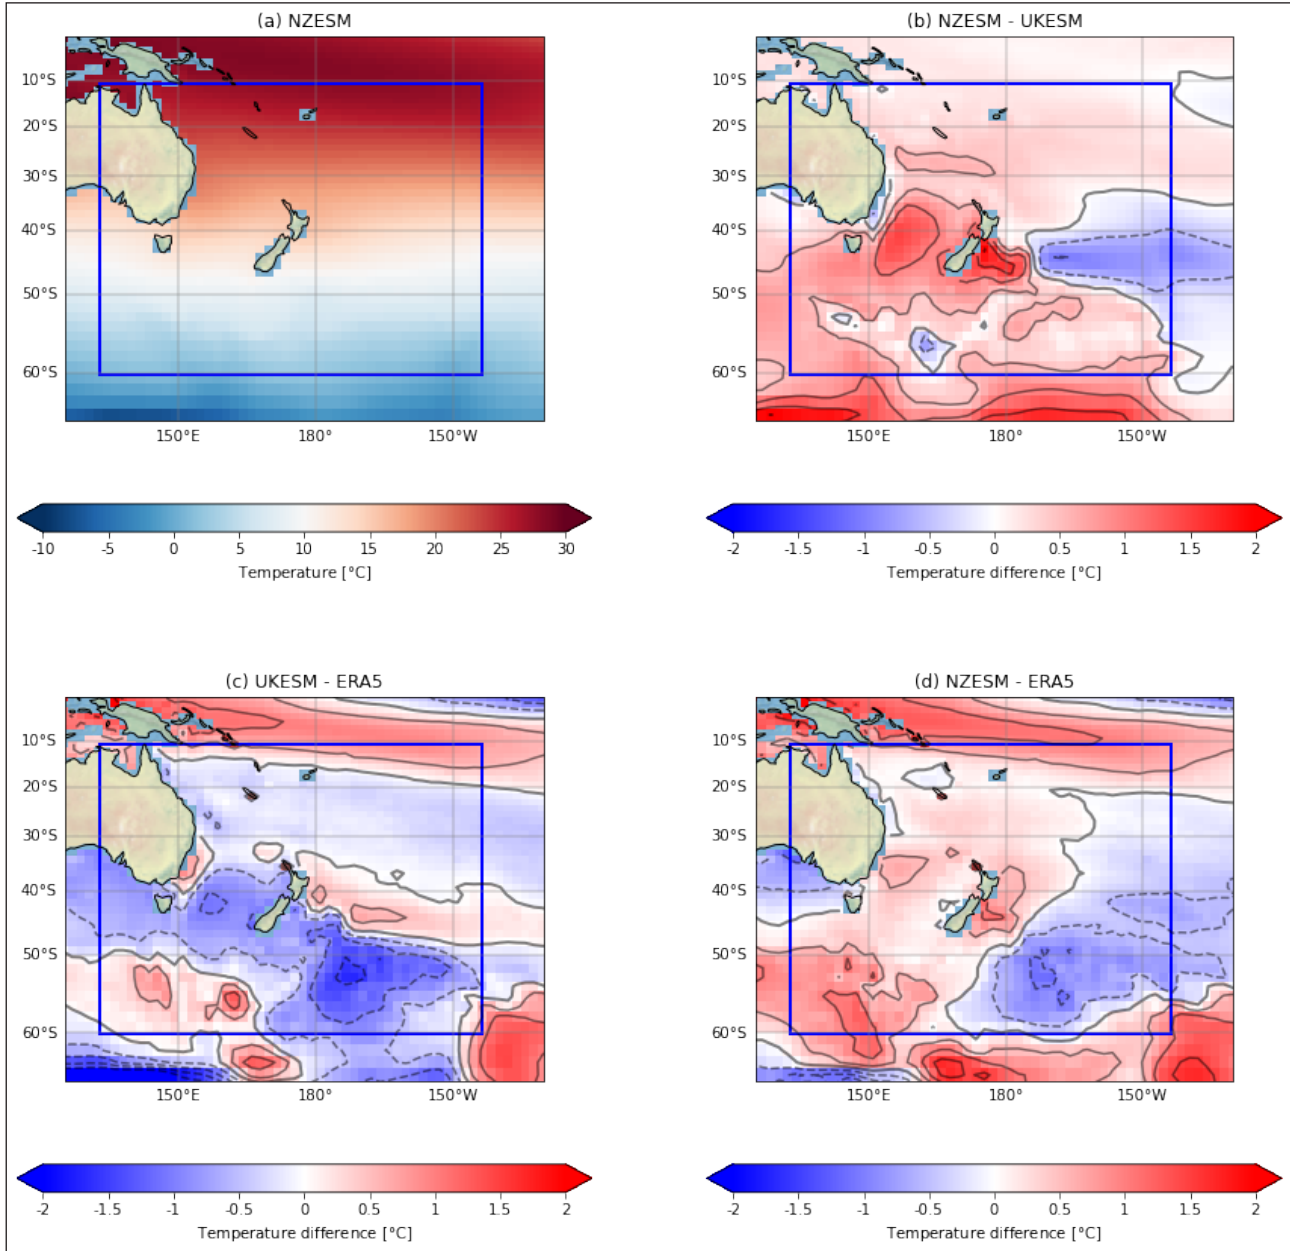 (a) NZESM
10°S
20°S
30°S
40°S
50°S
60°S
150°E 180° 150°W
-10 -5 0 5 10 15 20 25 30
Temperature [°C]
(b) NZESM - UKESM
10°S
20°S
30°S
40°S
50°S
60°S
150°E 180° 150°W
-2 -1.5 -1 -0.5 0 0.5 1 1.5 2
Temperature difference [°C]
(c) UKESM - ERA5
10°S
20°S
30°S
40°S
50°S
60°S
150°E 180° 150°W
-2 -1.5 -1 -0.5 0 0.5 1 1.5 2
Temperature difference [°C]
(d) NZESM - ERA5
10°S
20°S
30°S
40°S
50°S
60°S
150°E 180° 150°W
-2 -1.5 -1 -0.5 0 0.5 1 1.5 2
Temperature difference [°C]